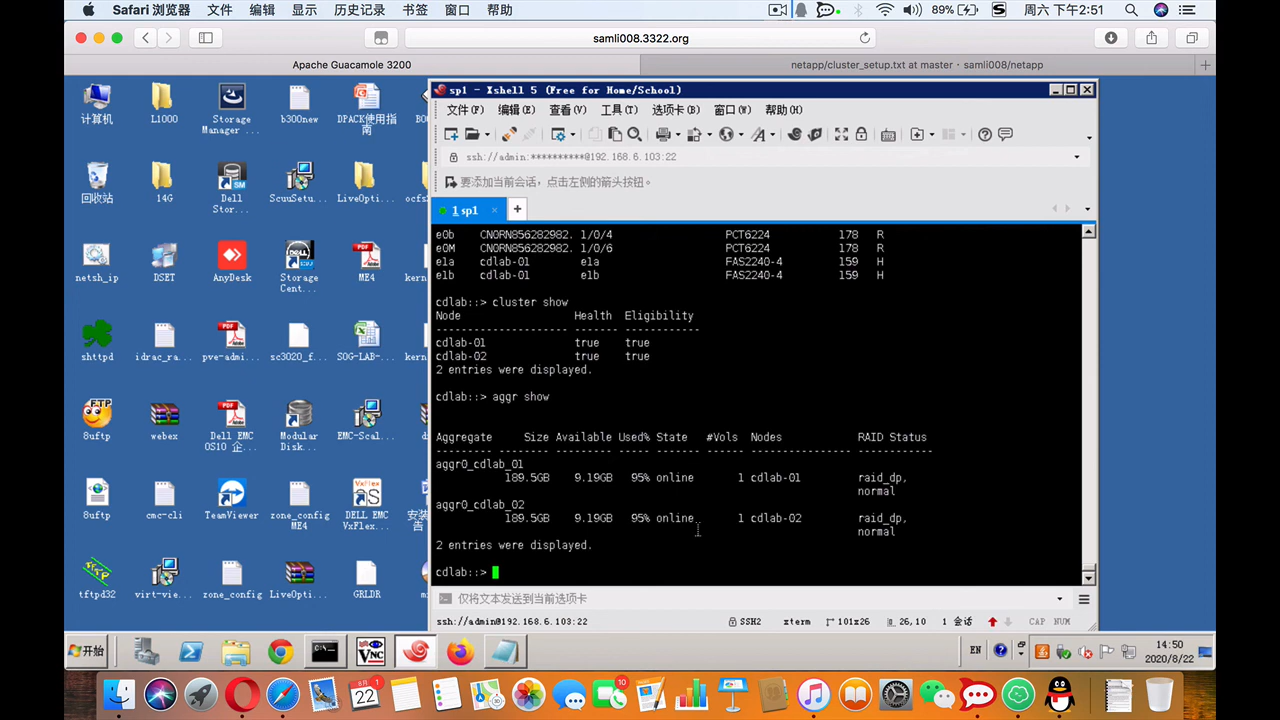 Safari 浏览器 文件 编辑 显示 历史记录 书签 窗口 帮助 89% 周六 下午2:51
samli008.3322.org
Apache Guacamole 3200 netapp/cluster_setup.txt at master · samli008/netapp
计算机
L1000
Storage Manager ...
b300new
DPACK使用指南
回收站
14G
Dell Stor...
ScuuSetu...
LiveOpti...
ocfs
netsh_ip
DSET
AnyDesk
Storage Cent...
ME4
kern
shttpd
idrac_ra...
pve-admi...
sc3020_f...
SOG-LAB-...
kern
8uftp
webex
Dell EMC OS10 企...
Modular Disk...
EMC-Scal...
8uftp
cmc-cli
TeamViewer
zone_config ME4
DELL EMC VxFlex...
安装 告
tftpd32
virt-vie...
zone_config
LiveOpti...
GRLDR
sp1 - Xshell 5 (Free for Home/School)
文件(F) 编辑(E) 查看(V) 工具(T) 选项卡(B) 窗口(W) 帮助(H)
ssh://admin:**********@192.168.6.103:22
要添加当前会话，点击左侧的箭头按钮。
1 sp1
e0b CN0RN856282982. 1/0/4 PCT6224 178 R
e0M CN0RN856282982. 1/0/6 PCT6224 178 R
e1a cdlab-01 e1a FAS2240-4 159 H
e1b cdlab-01 e1b FAS2240-4 159 H
cdlab::> cluster show
Node Health Eligibility
--------------------- ------- ------------
cdlab-01 true true
cdlab-02 true true
2 entries were displayed.
cdlab::> aggr show
Aggregate Size Available Used% State #Vols Nodes RAID Status
--------- -------- --------- ----- ------- ------ ---------------- ------------
aggr0_cdlab_01
189.5GB 9.19GB 95% online 1 cdlab-01 raid_dp,
normal
aggr0_cdlab_02
189.5GB 9.19GB 95% online 1 cdlab-02 raid_dp,
normal
2 entries were displayed.
cdlab::>
仅将文本发送到当前选项卡
ssh://admin@192.168.6.103:22 SSH2 xterm 101x26 26,10 1 会话 CAP NUM
开始 EN 14:50
2020/8/22